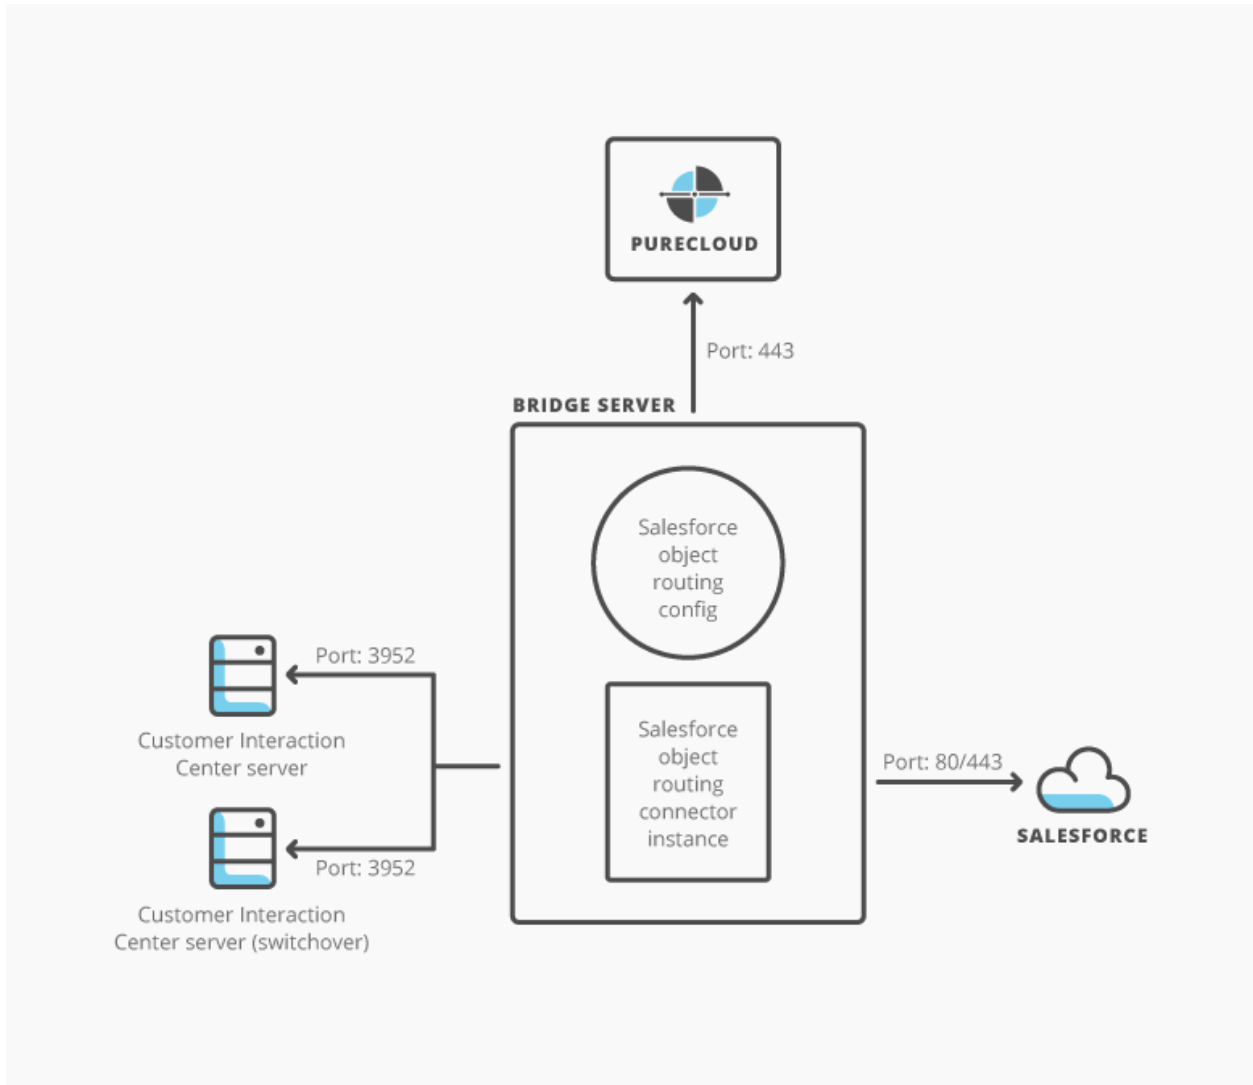 PURECLOUD
Port: 443
BRIDGE SERVER
Salesforce
object
routing
config
Port: 3952
Customer Interaction
Center server
Salesforce
object
routing
connector
instance
Port: 80/443
SALESFORCE
Port: 3952
Customer Interaction
Center server (switchover)